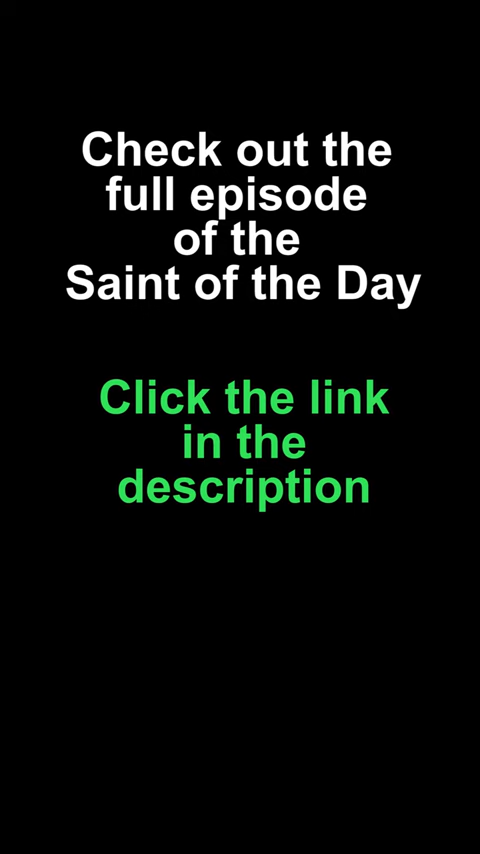 Check out the
full episode
of the
Saint of the Day
Click the link
in the
description